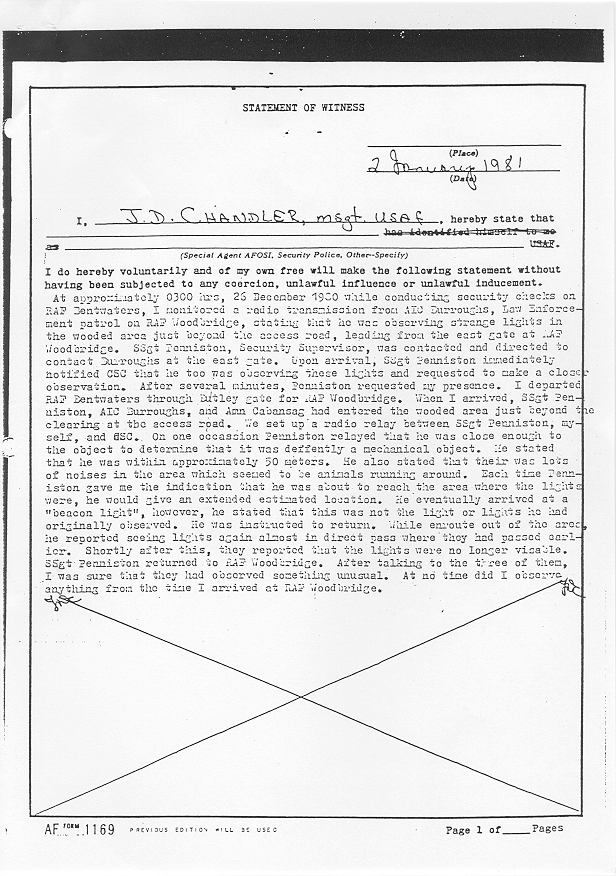 STATEMENT OF WITNESS
(Place)
2 January 1981
(Date)
I, J.D. CHANDLER, msgt. USAF, hereby state that
has identified himself to me
as USAF.
(Special Agent AFOSI, Security Police, Other--Specify)
I do hereby voluntarily and of my own free will make the following statement without
having been subjected to any coercion, unlawful influence or unlawful inducement.
At approximately 0300 hrs, 26 December 1980 while conducting security checks on
RAF Bentwaters, I monitored a radio transmission from A1C Burroughs, Law Enforce-
ment patrol on RAF Woodbridge, stating that he was observing strange lights in
the wooded area just beyond the access road, leading from the east gate at RAF
Woodbridge. SSgt Penniston, Security Supervisor, was contacted and directed to
contact Burroughs at the east gate. Upon arrival, SSgt Penniston immediately
notified CSC that he too was observing these lights and requested to make a closer
observation. After several minutes, Penniston requested my presence. I departed
RAF Bentwaters through Butley gate for RAF Woodbridge. When I arrived, SSgt Pen-
niston, A1C Burroughs, and Amn Cabansag had entered the wooded area just beyond the
clearing at the access road. We set up a radio relay between SSgt Penniston, my-
self, and CSC. On one occassion Penniston relayed that he was close enough to
the object to determine that it was deffently a mechanical object. He stated
that he was within approximately 50 meters. He also stated that their was lots
of noises in the area which seemed to be animals running around. Each time Penn-
iston gave me the indication that he was about to reach the area where the lights
were, he would give an extended estimated location. He eventually arrived at a
"beacon light", however, he stated that this was not the light or lights he had
originally observed. He was instructed to return. While enroute out of the area,
he reported seeing lights again almost in direct pass where they had passed earl-
ier. Shortly after this, they reported that the lights were no longer visable.
SSgt Penniston returned to RAF Woodbridge. After talking to the three of them,
I was sure that they had observed something unusual. At no time did I observe
anything from the time I arrived at RAF Woodbridge.
AF FORM 1169 PREVIOUS EDITION WILL BE USED Page 1 of Pages